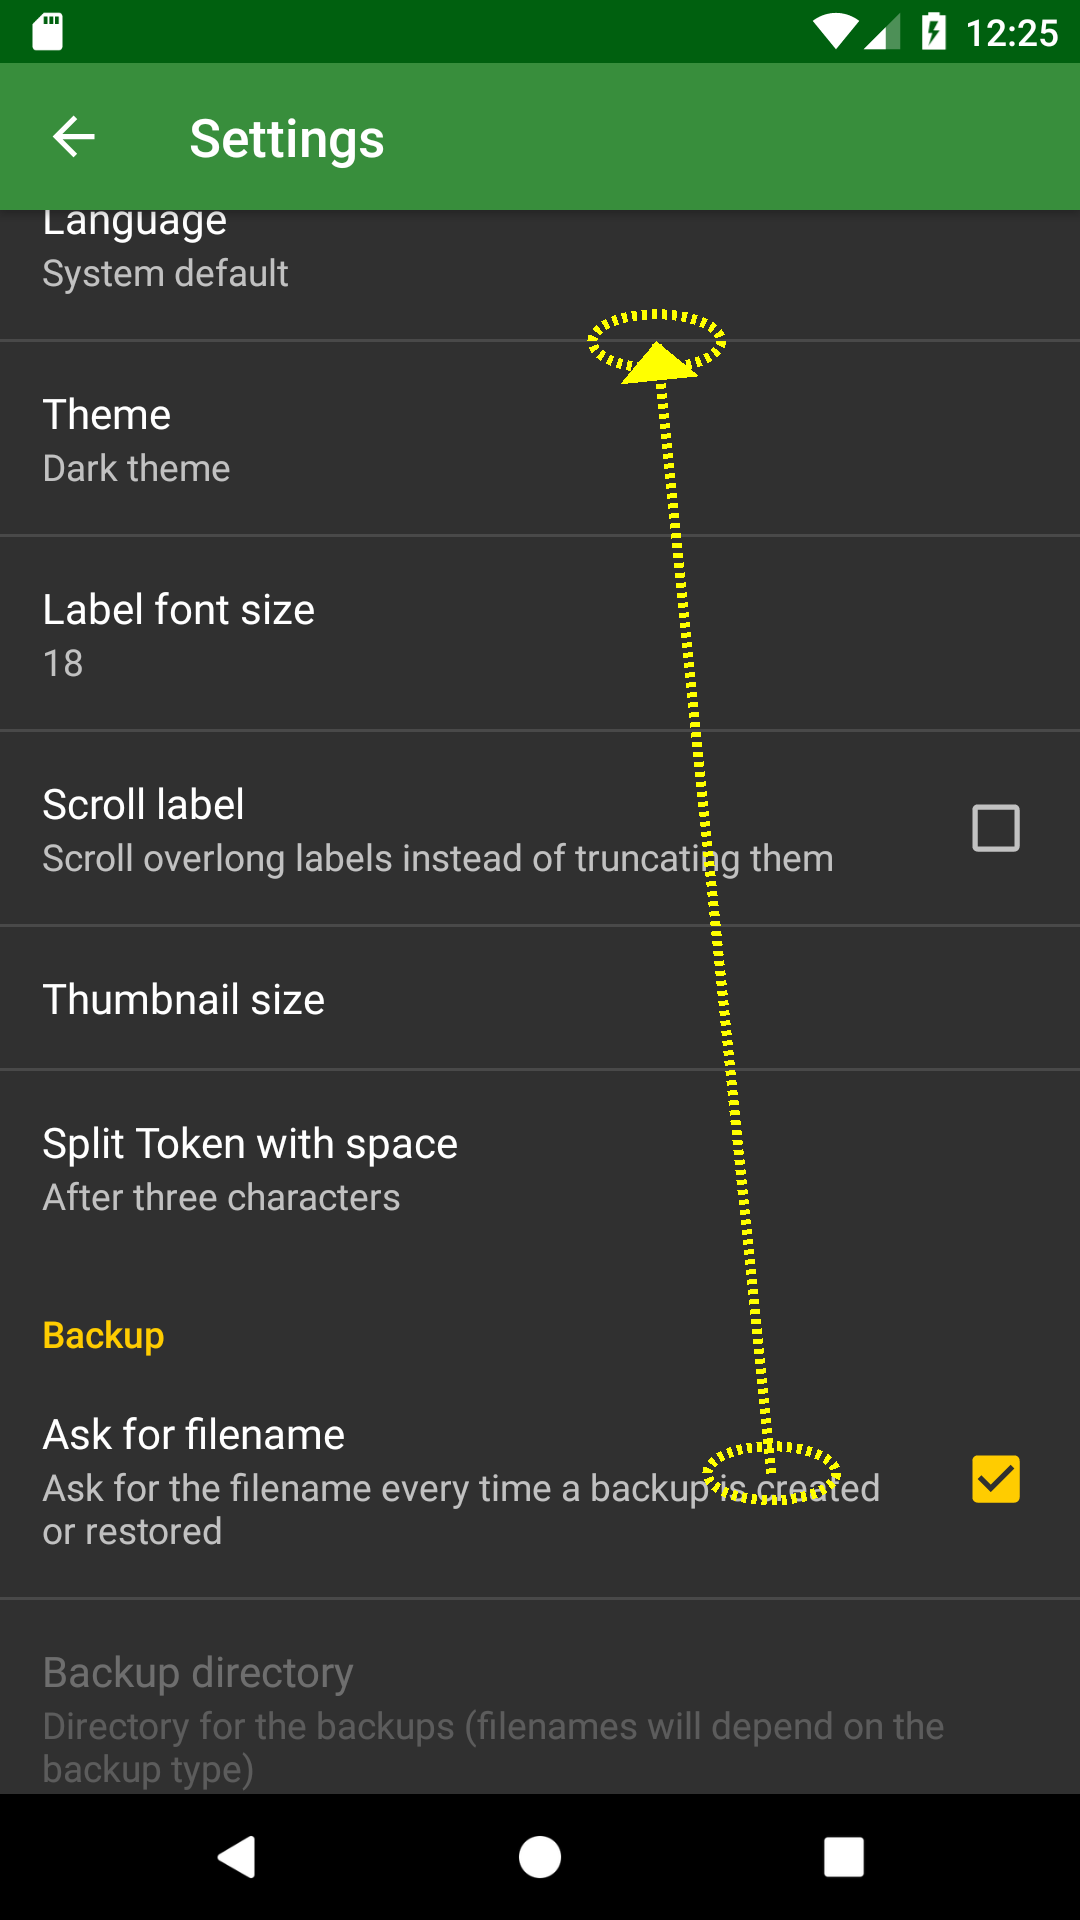 12:25
Settings
Language
System default
Theme
Dark theme
Label font size
18
Scroll label
Scroll overlong labels instead of truncating them
Thumbnail size
Split Token with space
After three characters
Backup
Ask for filename
Ask for the filename every time a backup is created
or restored
Backup directory
Directory for the backups (filenames will depend on the
backup type)